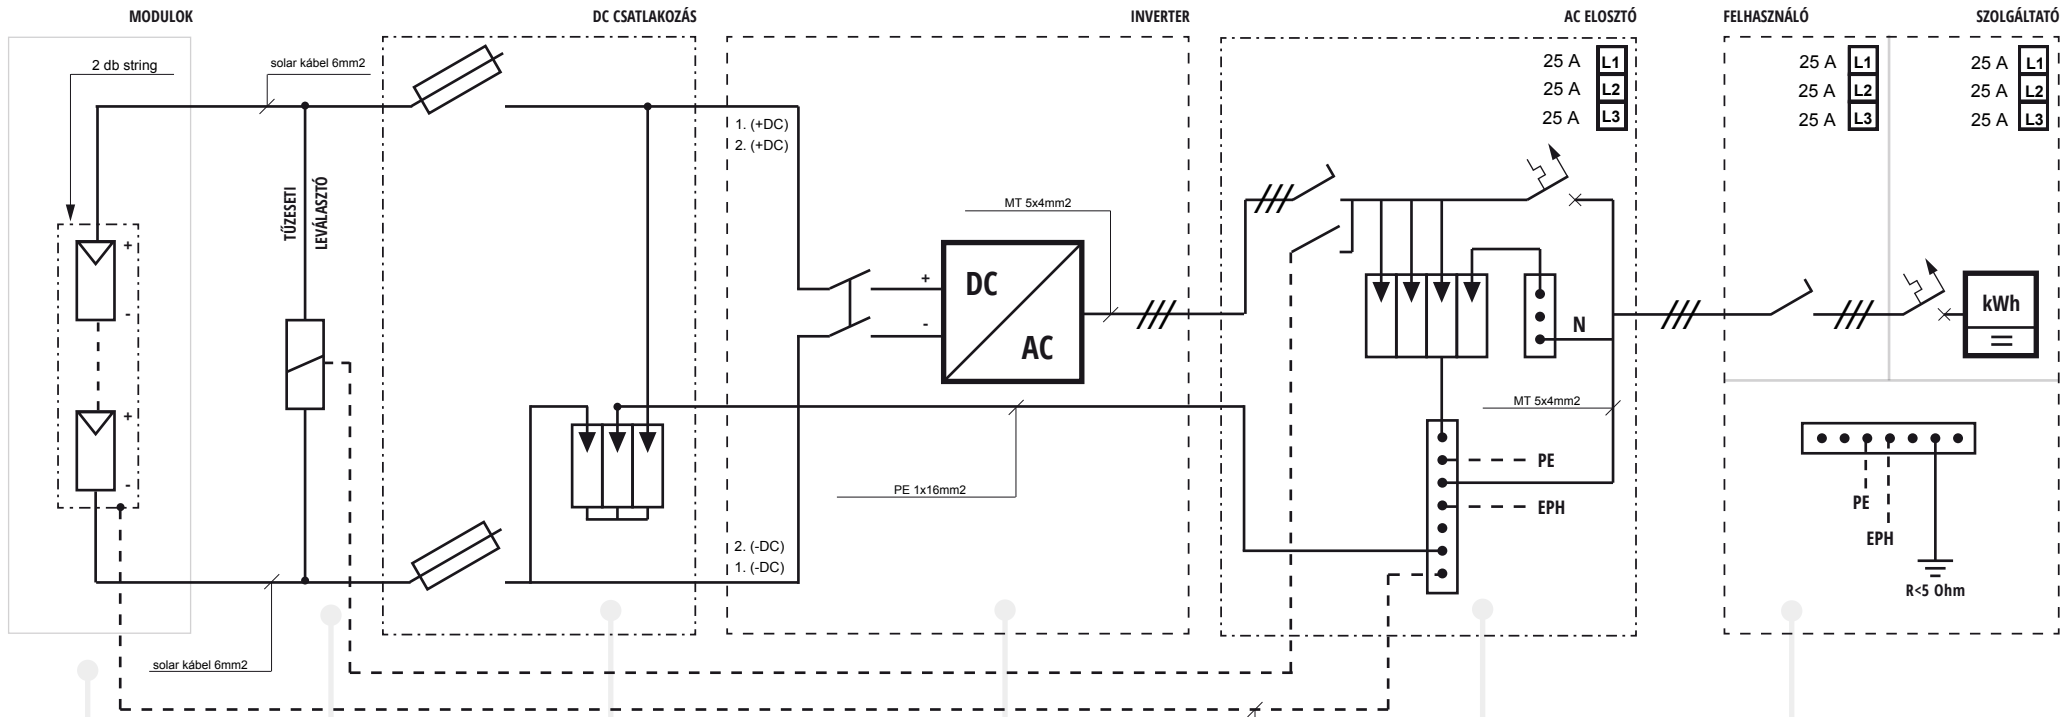 MODULOK
DC CSATLAKOZÁS
INVERTER
AC ELOSZTÓ
FELHASZNÁLÓ
SZOLGÁLTATÓ
2 db string
solar kábel 6mm2
25 A L1
25 A L2
25 A L3
25 A L1
25 A L2
25 A L3
25 A L1
25 A L2
25 A L3
1. (+DC)
2. (+DC)
TŰZESETI
LEVÁLASZTÓ
MT 5x4mm2
+
-
+
-
+
-
DC
AC
N
kWh
MT 5x4mm2
PE
EPH
PE 1x16mm2
PE
EPH
R<5 Ohm
2. (-DC)
1. (-DC)
solar kábel 6mm2